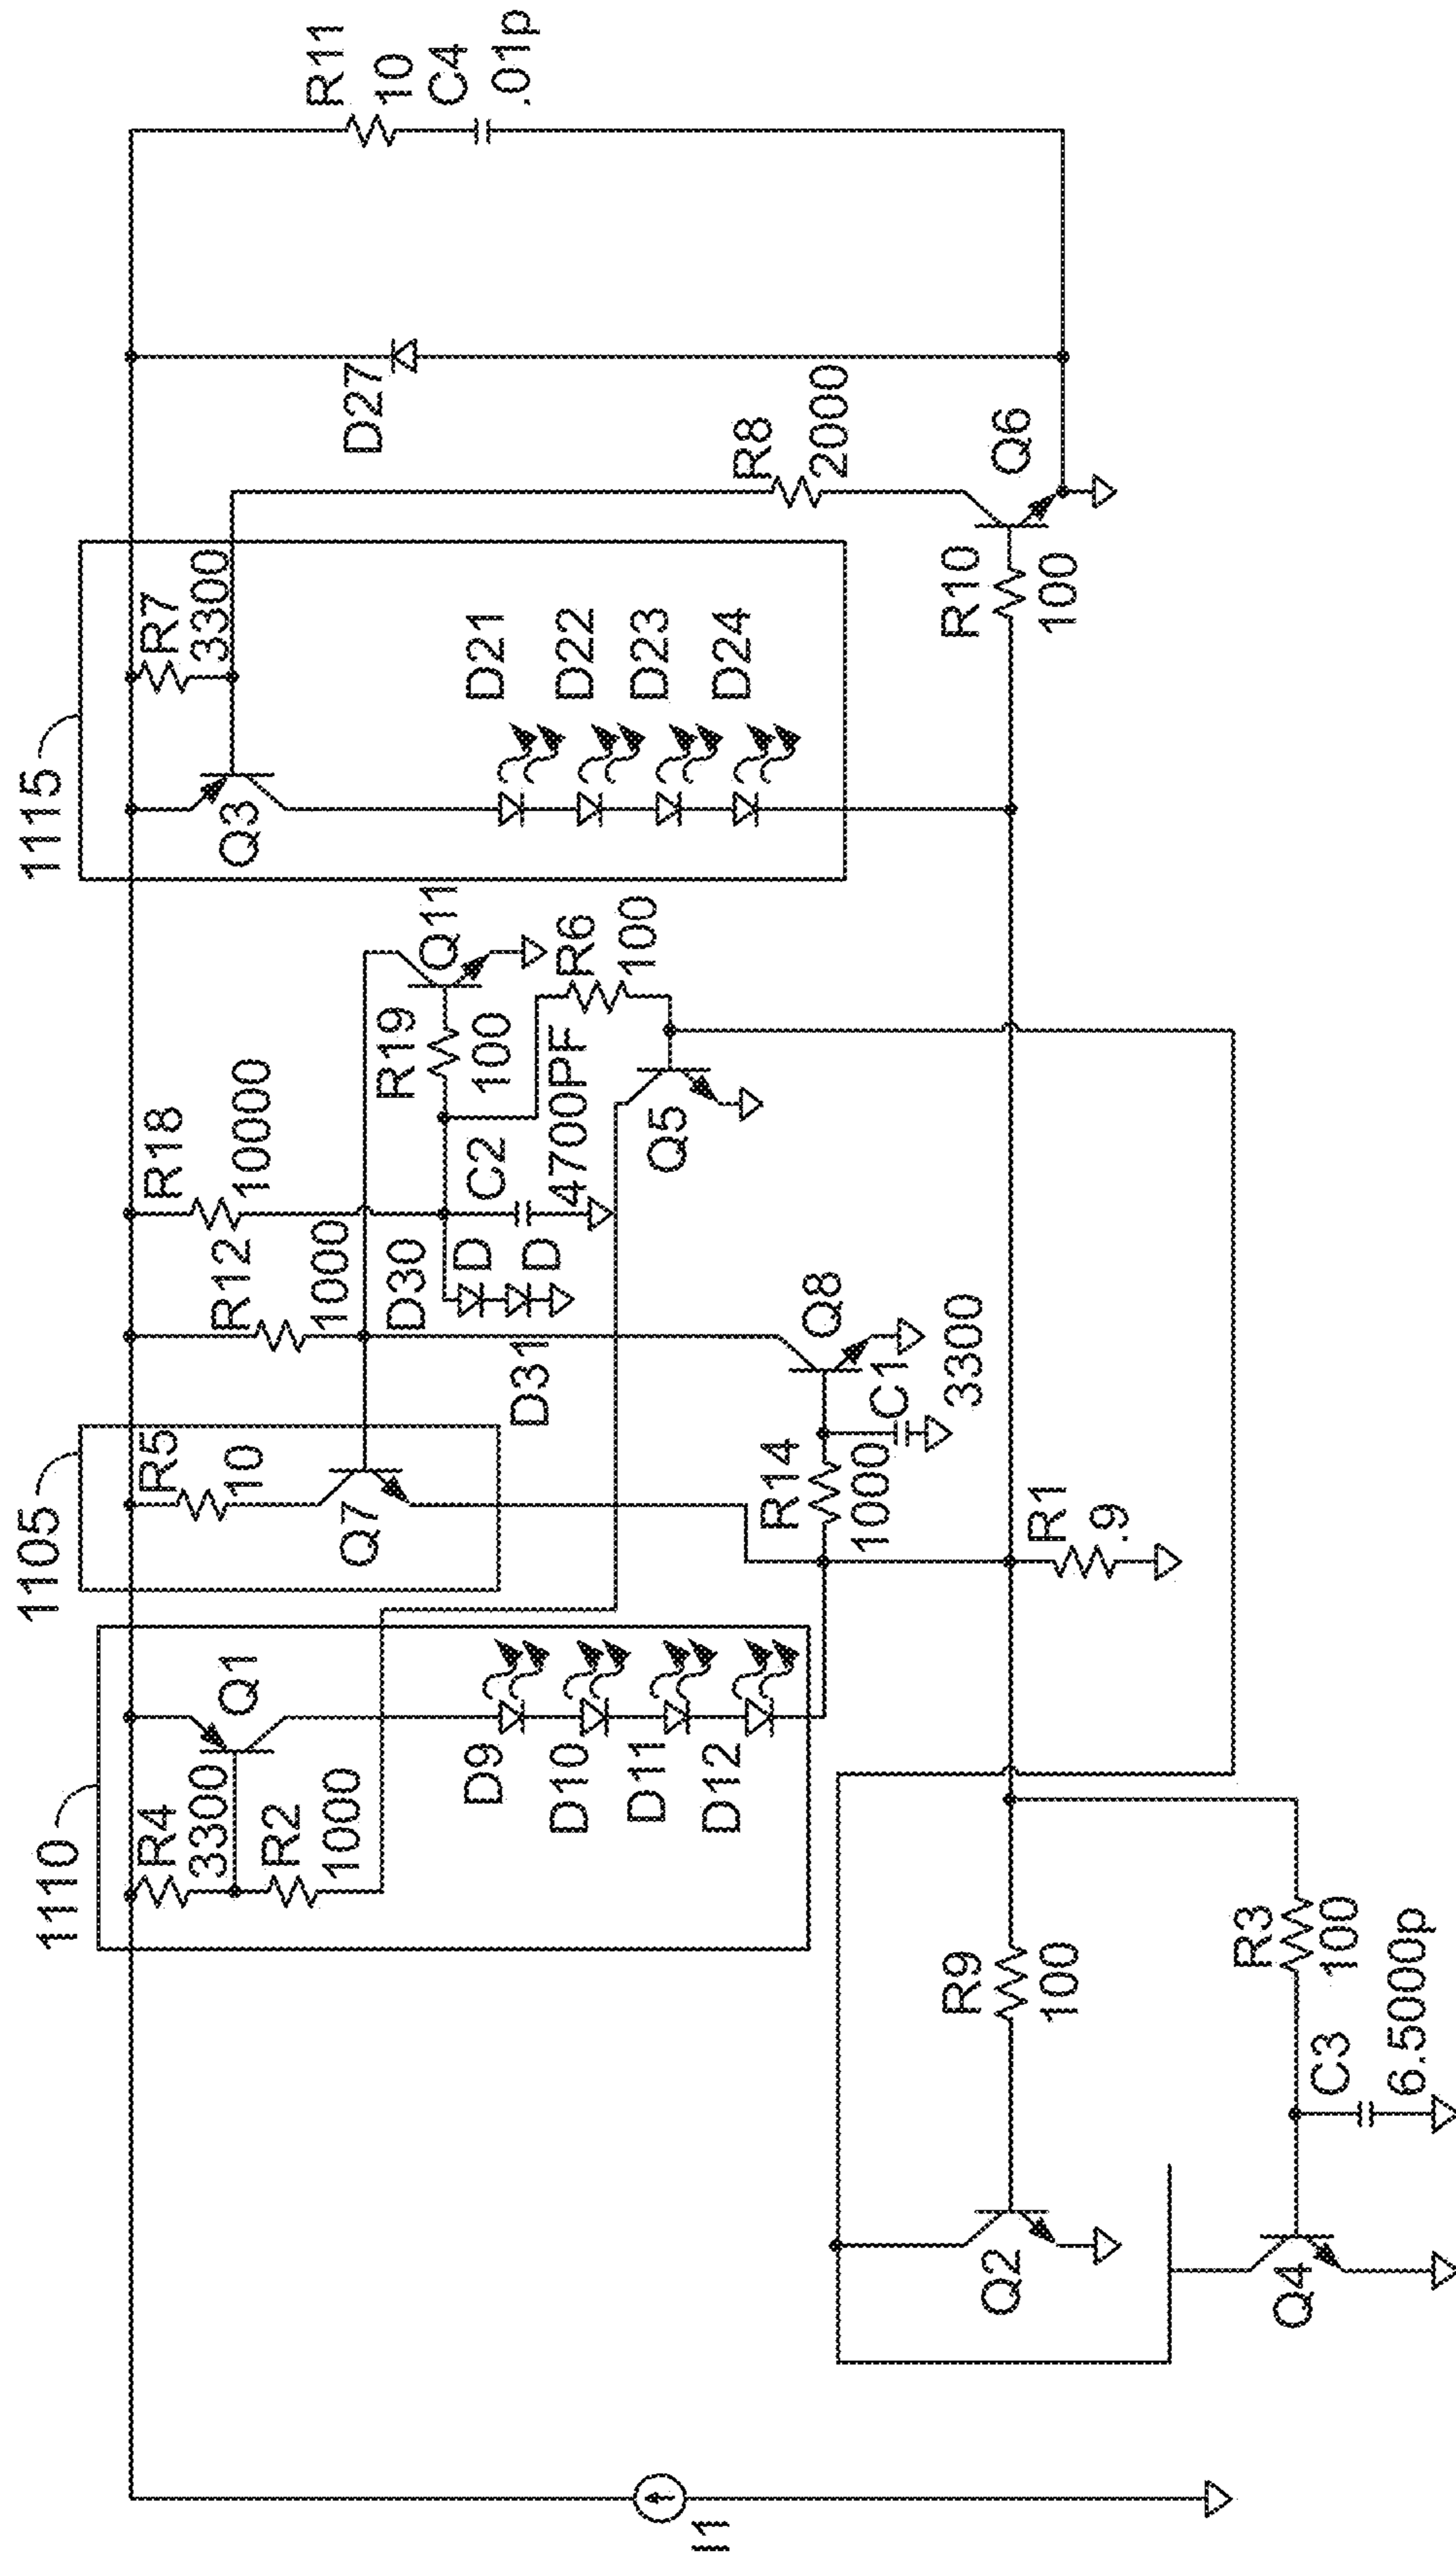 1110
R4
3300
Q1
R2
1000
D9
D10
D11
D12
1105
R5
10
Q7
R12
1000
R18
10000
D30
D
D
D31
C2
4700PF
R19
100
Q11
R6
100
Q5
Q8
R14
1000
C1
3300
R1
.9
1115
R7
3300
Q3
D21
D22
D23
D24
R8
2000
R10
100
Q6
D27
R11
10
C4
.01p
R9
100
Q2
R3
100
C3
6.5000p
Q4
I1